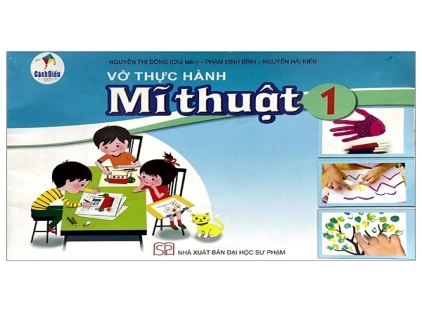 NGUYỄN THỊ ĐÔNG (Chủ biên) – PHẠM ĐÌNH BÌNH – NGUYỄN HẢI KIÊN
Cánh Diều
VỞ THỰC HÀNH
Mĩ thuật 1
NHÀ XUẤT BẢN ĐẠI HỌC SƯ PHẠM